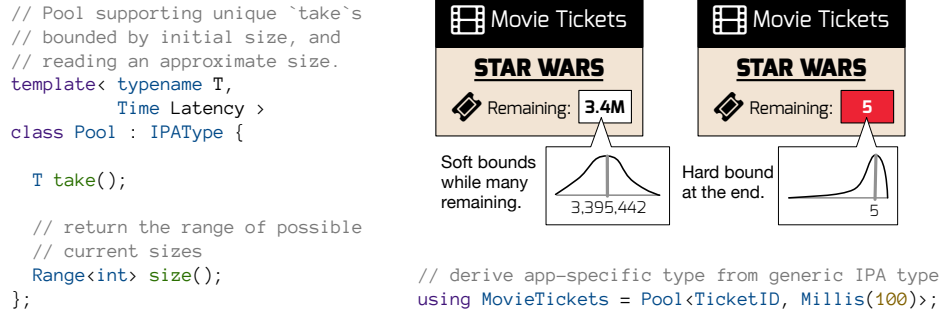 // Pool supporting unique `take`s
// bounded by initial size, and
// reading an approximate size.
template< typename T,
Time Latency >
class Pool : IPAType {
T take();
// return the range of possible
// current sizes
Range<int> size();
};
Movie Tickets
STAR WARS
Remaining: 3.4M
Soft bounds
while many
remaining.
3,395,442
Movie Tickets
STAR WARS
Remaining: 5
Hard bound
at the end.
5
// derive app-specific type from generic IPA type
using MovieTickets = Pool<TicketID, Millis(100)>;